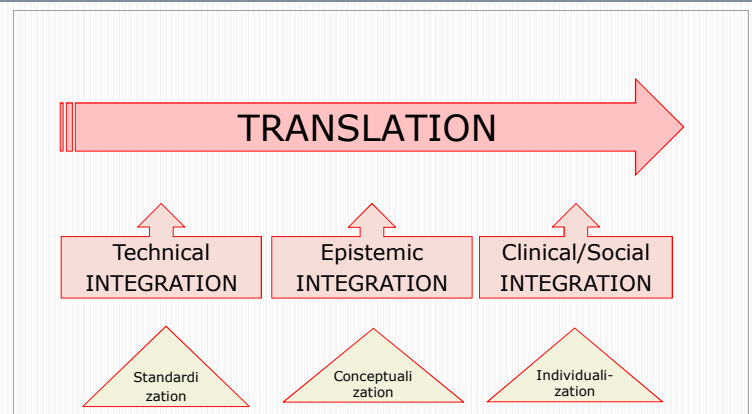 TRANSLATION
Technical
INTEGRATION
Epistemic
INTEGRATION
Clinical/Social
INTEGRATION
Standardi
zation
Conceptuali
zation
Individuali-
zation